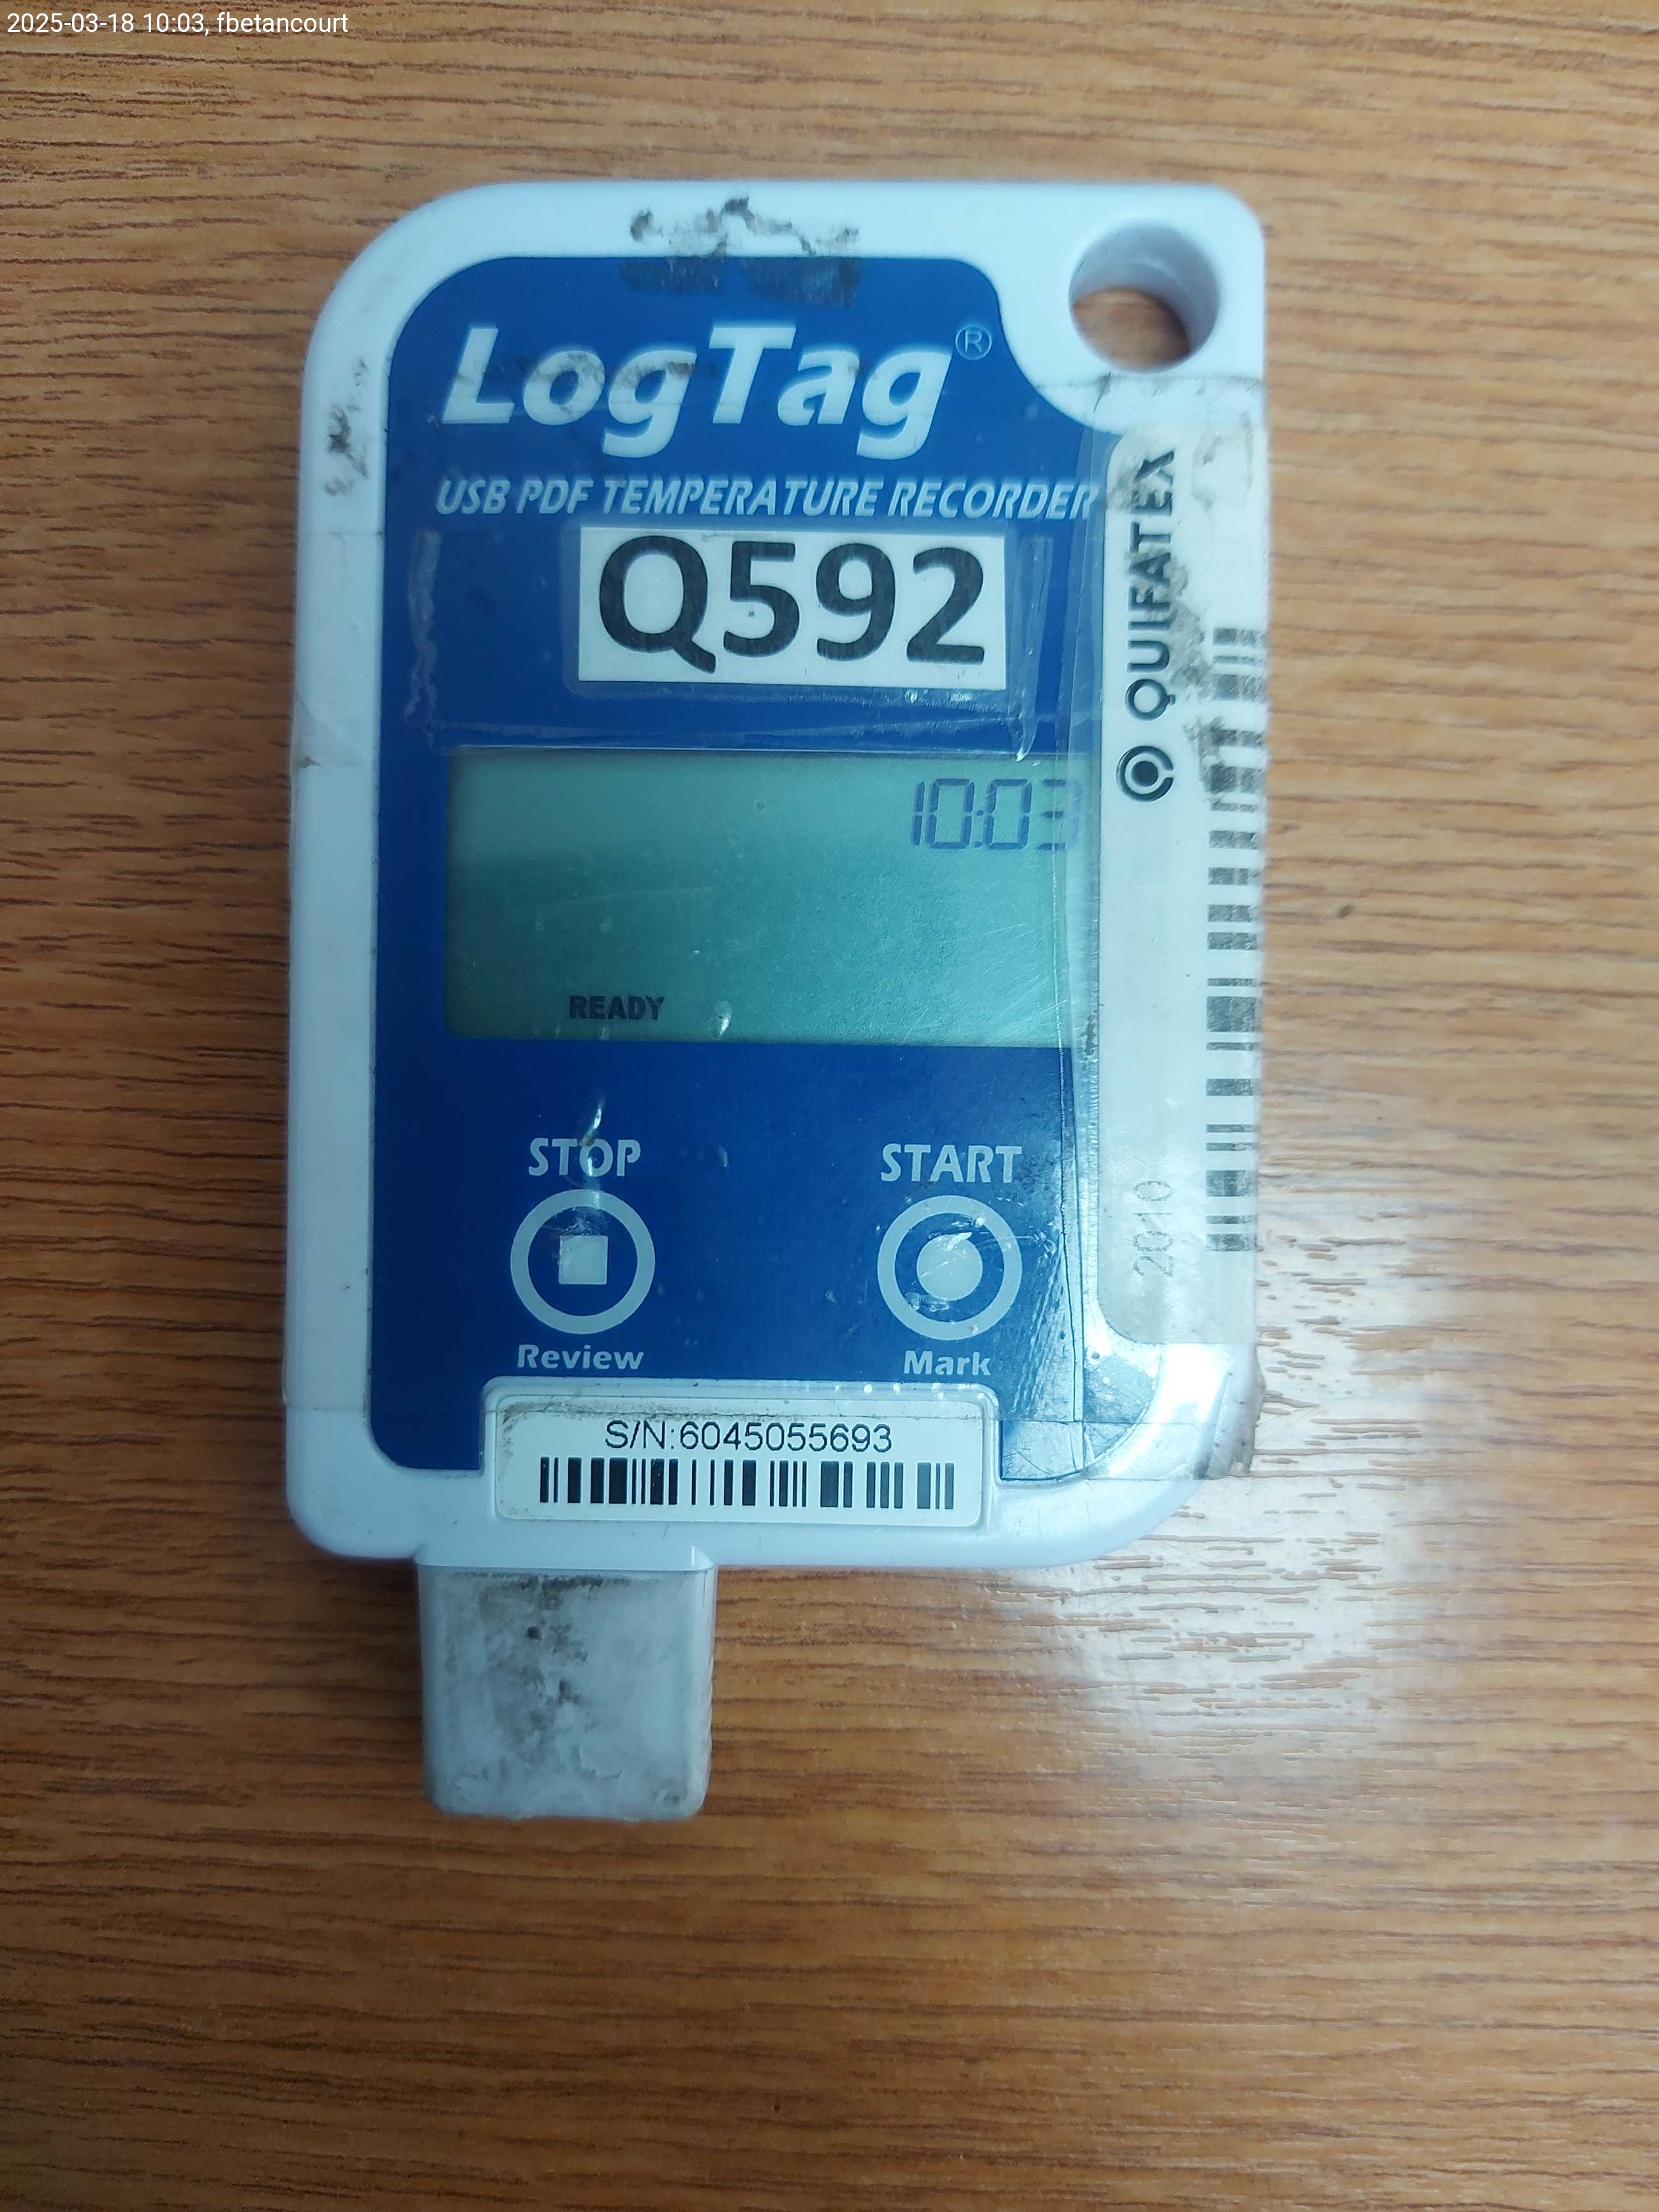 2025-03-18 10:03, fbetancourt
LogTag®
USB PDF TEMPERATURE RECORDER
Q592
QUIFATEX
10:03
READY
STOP
START
2010
Review
Mark
S/N:6045055693